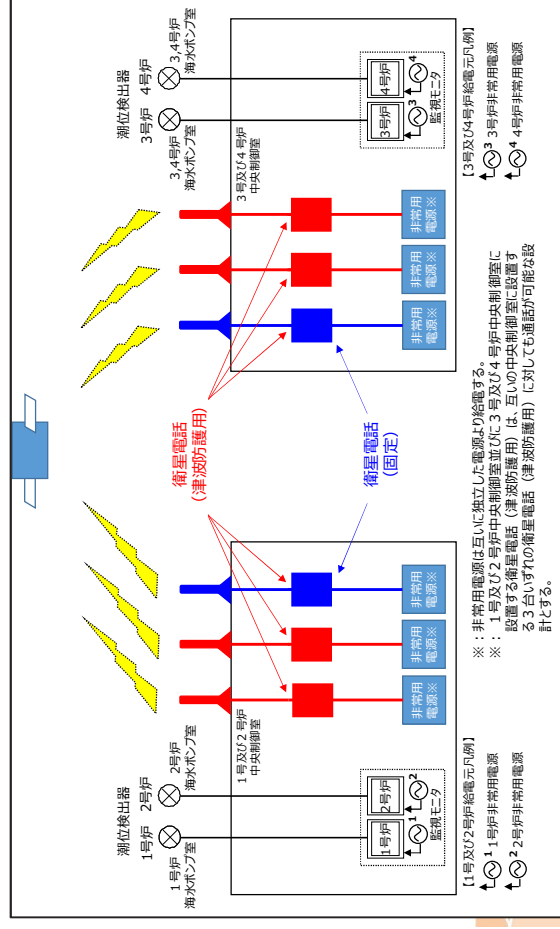 潮位検出器
1号炉
2号炉
1号炉
海水ポンプ室
2号炉
海水ポンプ室
1号及び2号炉
中央制御室
1号炉
2号炉
1
2
監視モニタ
【1号及び2号炉給電元凡例】
1 1号炉非常用電源
2 2号炉非常用電源
非常用
電源※
非常用
電源※
非常用
電源※
衛星電話
(津波防護用)
衛星電話
(固定)
※:非常用電源は互いに独立した電源より給電する。
※:1号及び2号炉中央制御室並びに3号及び4号炉中央制御室に
設置する衛星電話(津波防護用)は、互いの中央制御室に設置す
る3台いずれの衛星電話(津波防護用)に対しても通話が可能な設
計とする。
非常用
電源※
非常用
電源※
非常用
電源※
潮位検出器
3号炉
4号炉
3,4号炉
海水ポンプ室
3,4号炉
海水ポンプ室
3号及び4号炉
中央制御室
3号炉
4号炉
3
4
監視モニタ
【3号及び4号炉給電元凡例】
3 3号炉非常用電源
4 4号炉非常用電源